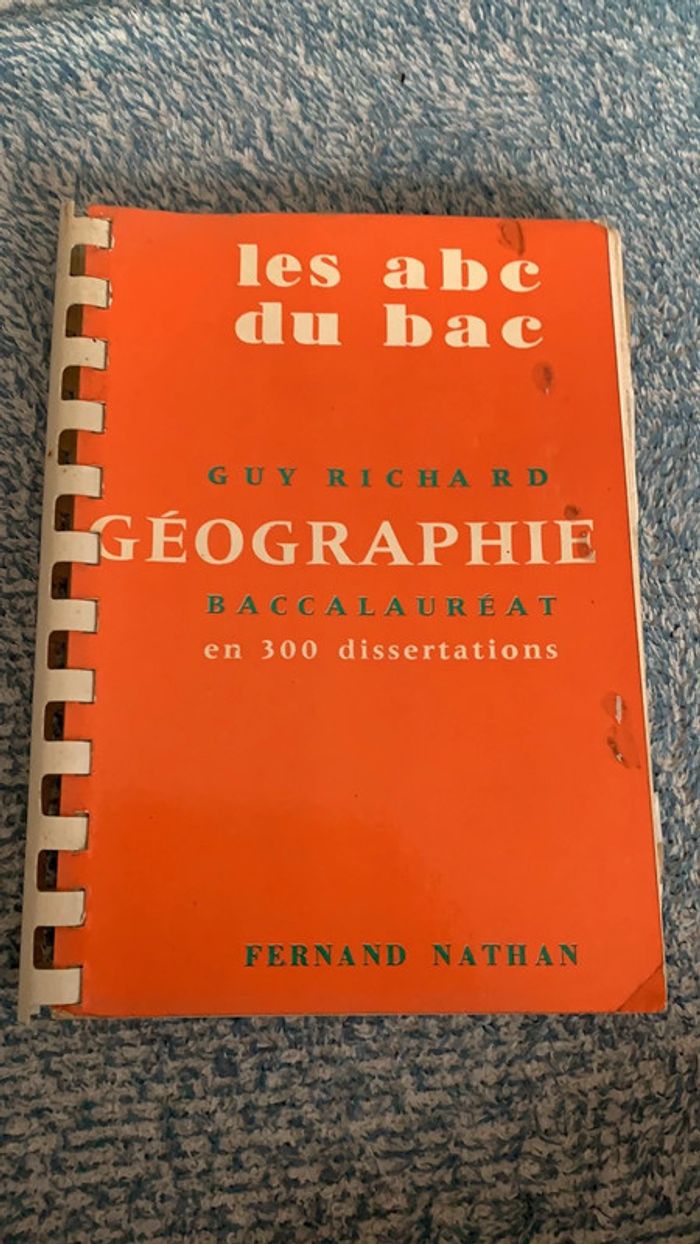 les abc
du bac
GUY RICHARD
GÉOGRAPHIE
BACCALAURÉAT
en 300 dissertations
FERNAND NATHAN